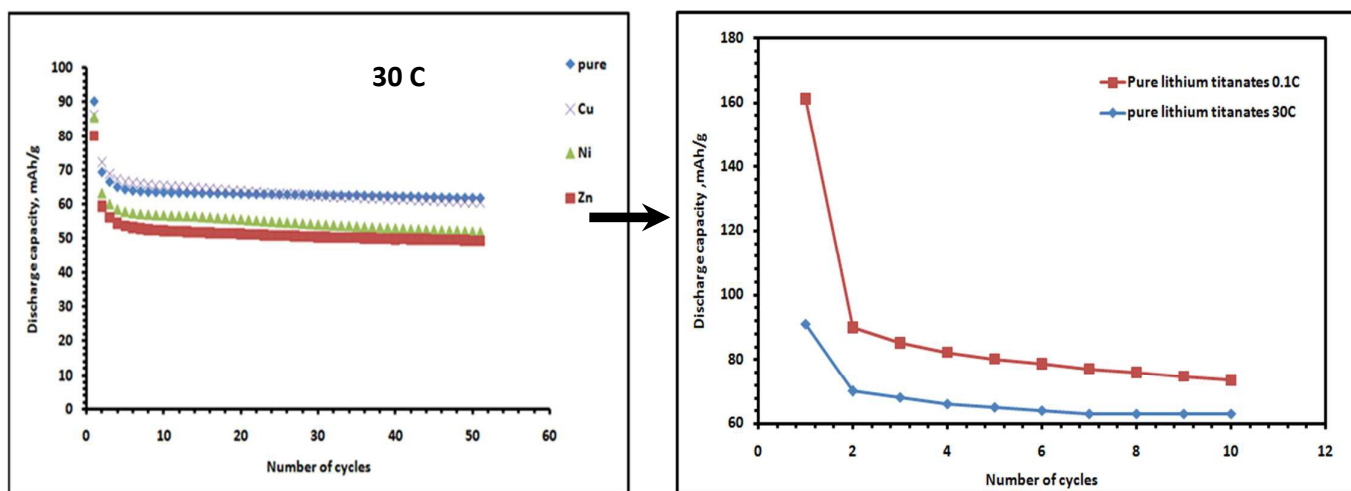 30 C
pure
Cu
Ni
Zn
100
90
80
70
60
50
40
30
20
10
0
0 10 20 30 40 50 60
Discharge capacity, mAh/g
Number of cycles
Pure lithium titanates 0.1C
pure lithium titanates 30C
180
160
140
120
100
80
60
0 2 4 6 8 10 12
Discharge capacity ,mAh/g
Number of cycles